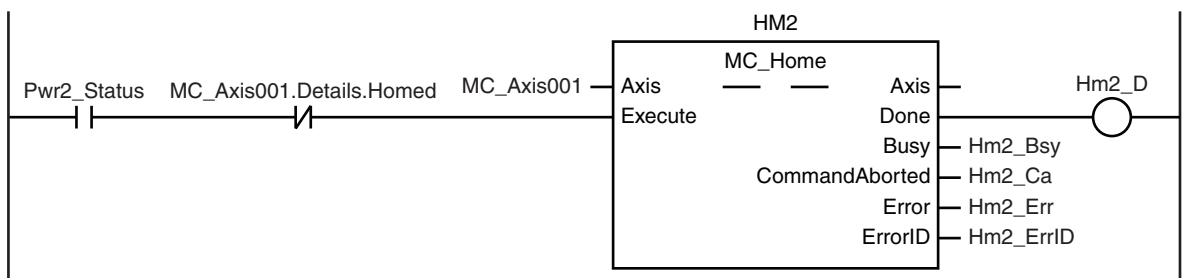 HM2
MC_Home
Pwr2_Status MC_Axis001.Details.Homed MC_Axis001 Axis Axis Hm2_D
Execute Done
Busy Hm2_Bsy
CommandAborted Hm2_Ca
Error Hm2_Err
ErrorID Hm2_ErrID